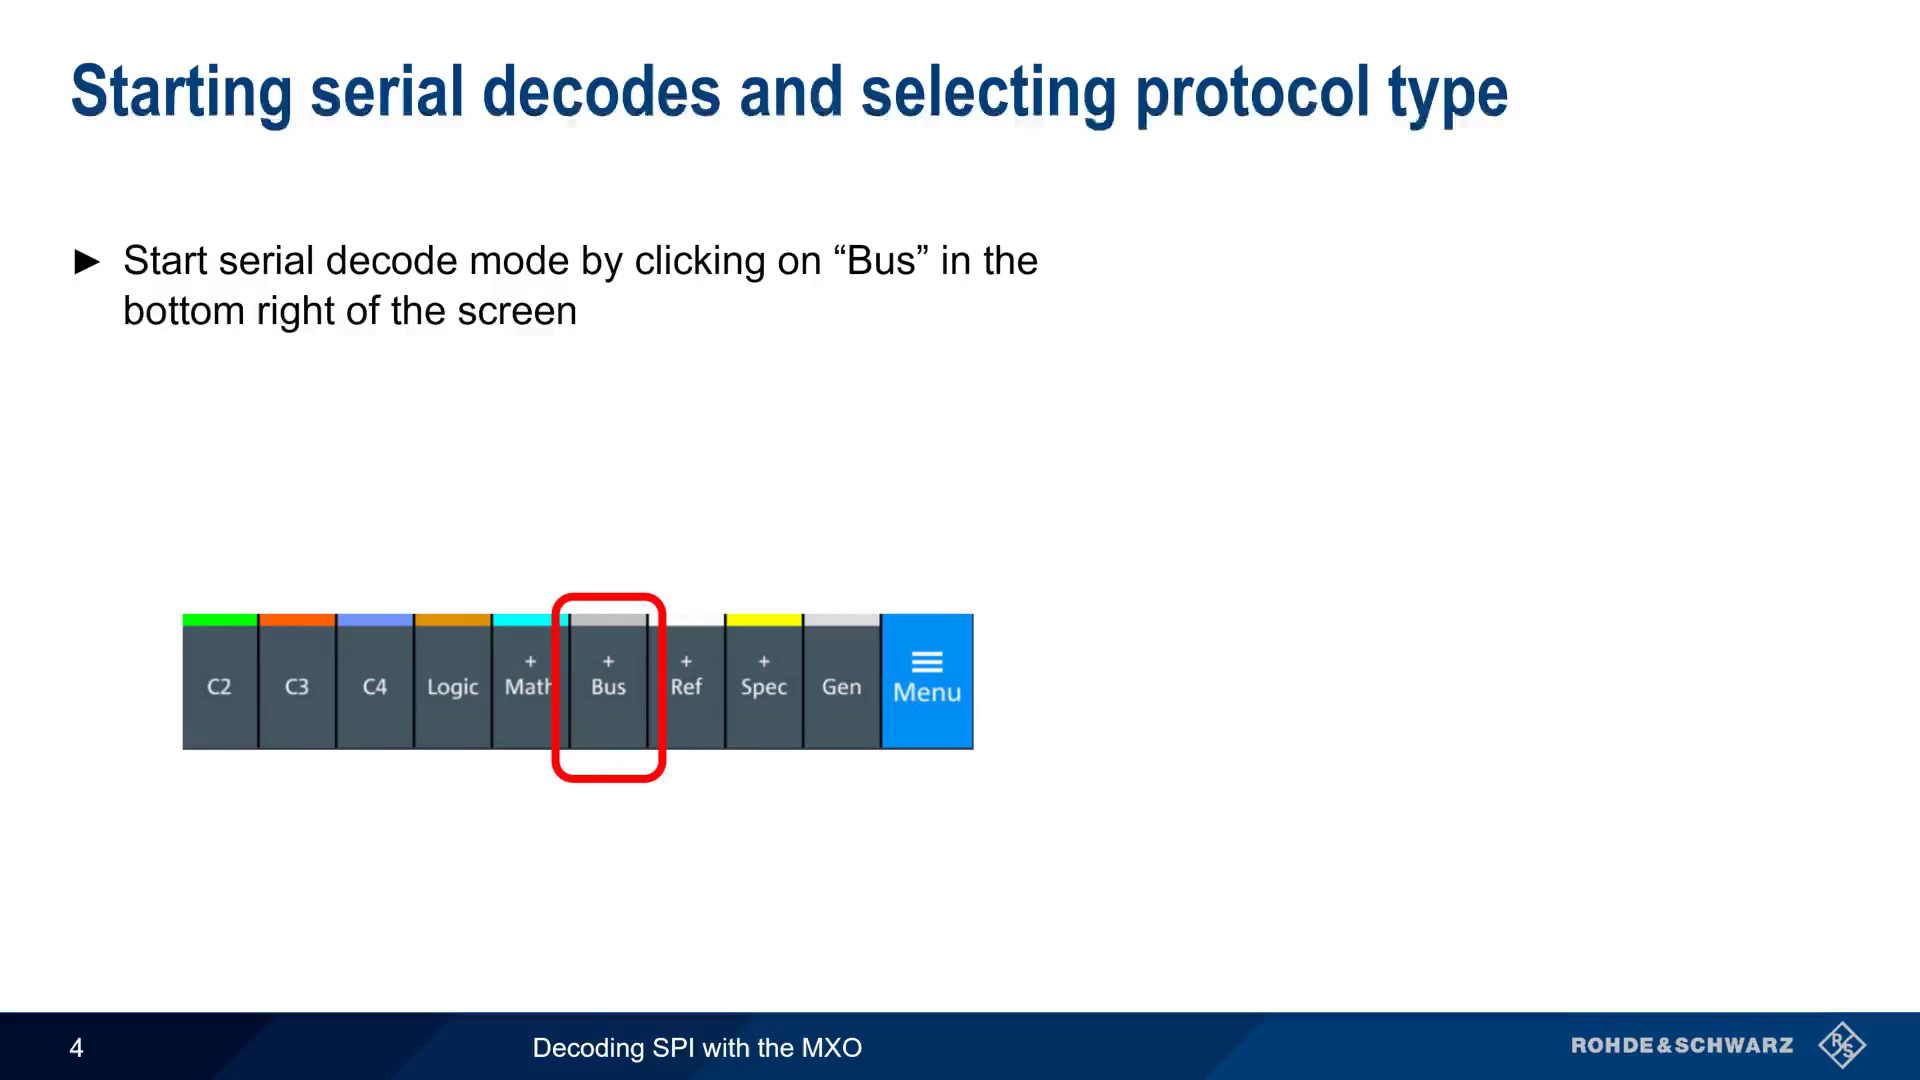 Starting serial decodes and selecting protocol type
► Start serial decode mode by clicking on “Bus” in the
bottom right of the screen
C2
C3
C4
Logic
+
Math
+
Bus
+
Ref
+
Spec
Gen
Menu
4
Decoding SPI with the MXO
ROHDE&SCHWARZ
R
S